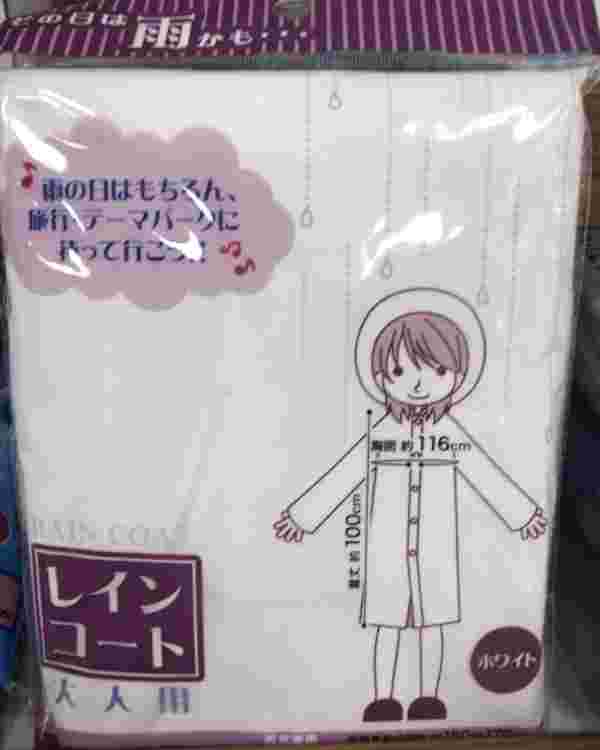 その日は雨かも・・・
雨の日はもちろん、
旅行・テーマパークに
持って行こう!!
胸囲 約116cm
着丈 約100cm
RAIN COAT
レイン
コート
大人用
ホワイト